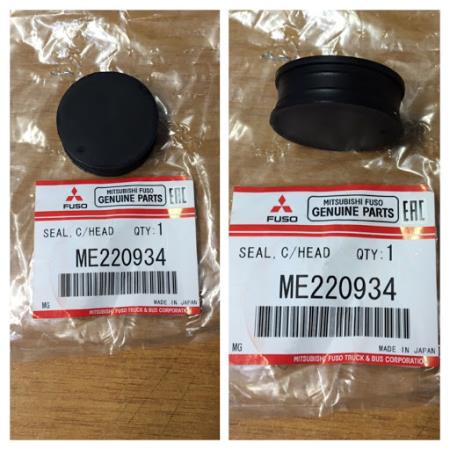 FUSO
MITSUBISHI FUSO
GENUINE PARTS
EAC
SEAL, C/HEAD QTY: 1
ME220934
MG
MADE IN JAPAN
MITSUBISHI FUSO TRUCK & BUS CORPORATION
FUSO
MITSUBISHI FUSO
GENUINE PARTS
EAC
SEAL, C/HEAD QTY: 1
ME220934
MG
MADE IN JAPAN
MITSUBISHI FUSO TRUCK & BUS CORPORATION